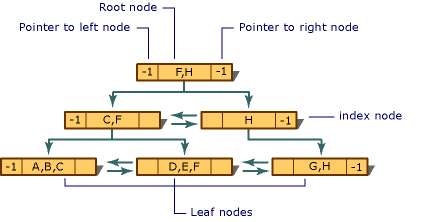 Root node
Pointer to left node
Pointer to right node
-1 F,H -1
-1 C,F
H -1
index node
-1 A,B,C
D,E,F
G,H -1
Leaf nodes